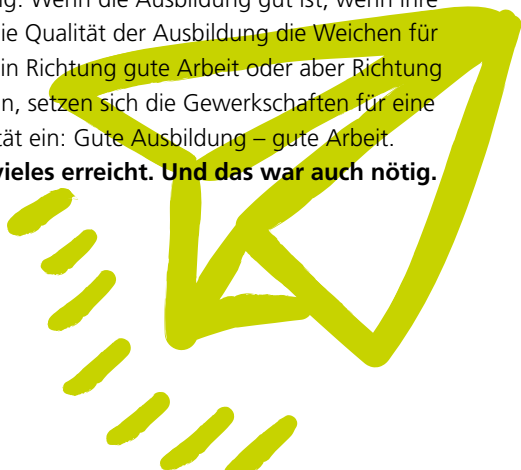 Wenn die Ausbildung gut ist, wenn ihre
ie Qualität der Ausbildung die Weichen für
in Richtung gute Arbeit oder aber Richtung
n, setzen sich die Gewerkschaften für eine
tät ein: Gute Ausbildung – gute Arbeit.
vieles erreicht. Und das war auch nötig.